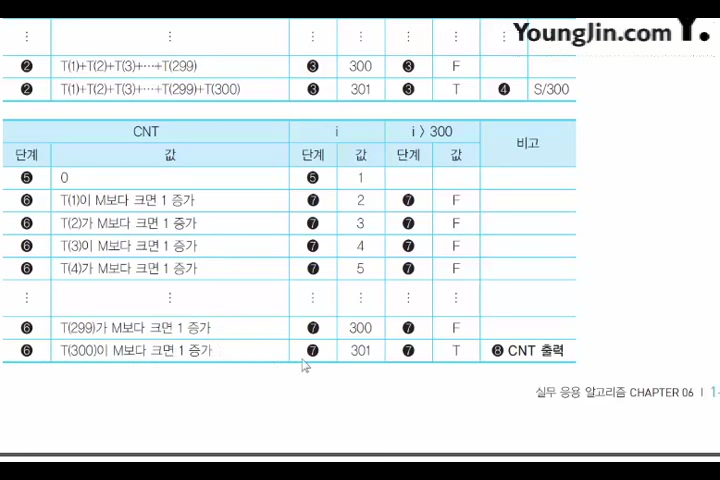 YoungJin.com Y.
⋮ ⋮ ⋮ ⋮ ⋮ ⋮ ⋮
❷ T(1)+T(2)+T(3)+⋯+T(299) ❸ 300 ❸ F
❷ T(1)+T(2)+T(3)+⋯+T(299)+T(300) ❸ 301 ❸ T ❹ S/300
CNT i i 〉 300 비고
단계 값 단계 값 단계 값
❺ 0 ❺ 1
❻ T(1)이 M보다 크면 1 증가 ❼ 2 ❼ F
❻ T(2)가 M보다 크면 1 증가 ❼ 3 ❼ F
❻ T(3)이 M보다 크면 1 증가 ❼ 4 ❼ F
❻ T(4)가 M보다 크면 1 증가 ❼ 5 ❼ F
⋮ ⋮ ⋮ ⋮ ⋮ ⋮
❻ T(299)가 M보다 크면 1 증가 ❼ 300 ❼ F
❻ T(300)이 M보다 크면 1 증가 ❼ 301 ❼ T ❽ CNT 출력
실무 응용 알고리즘 CHAPTER 06 I